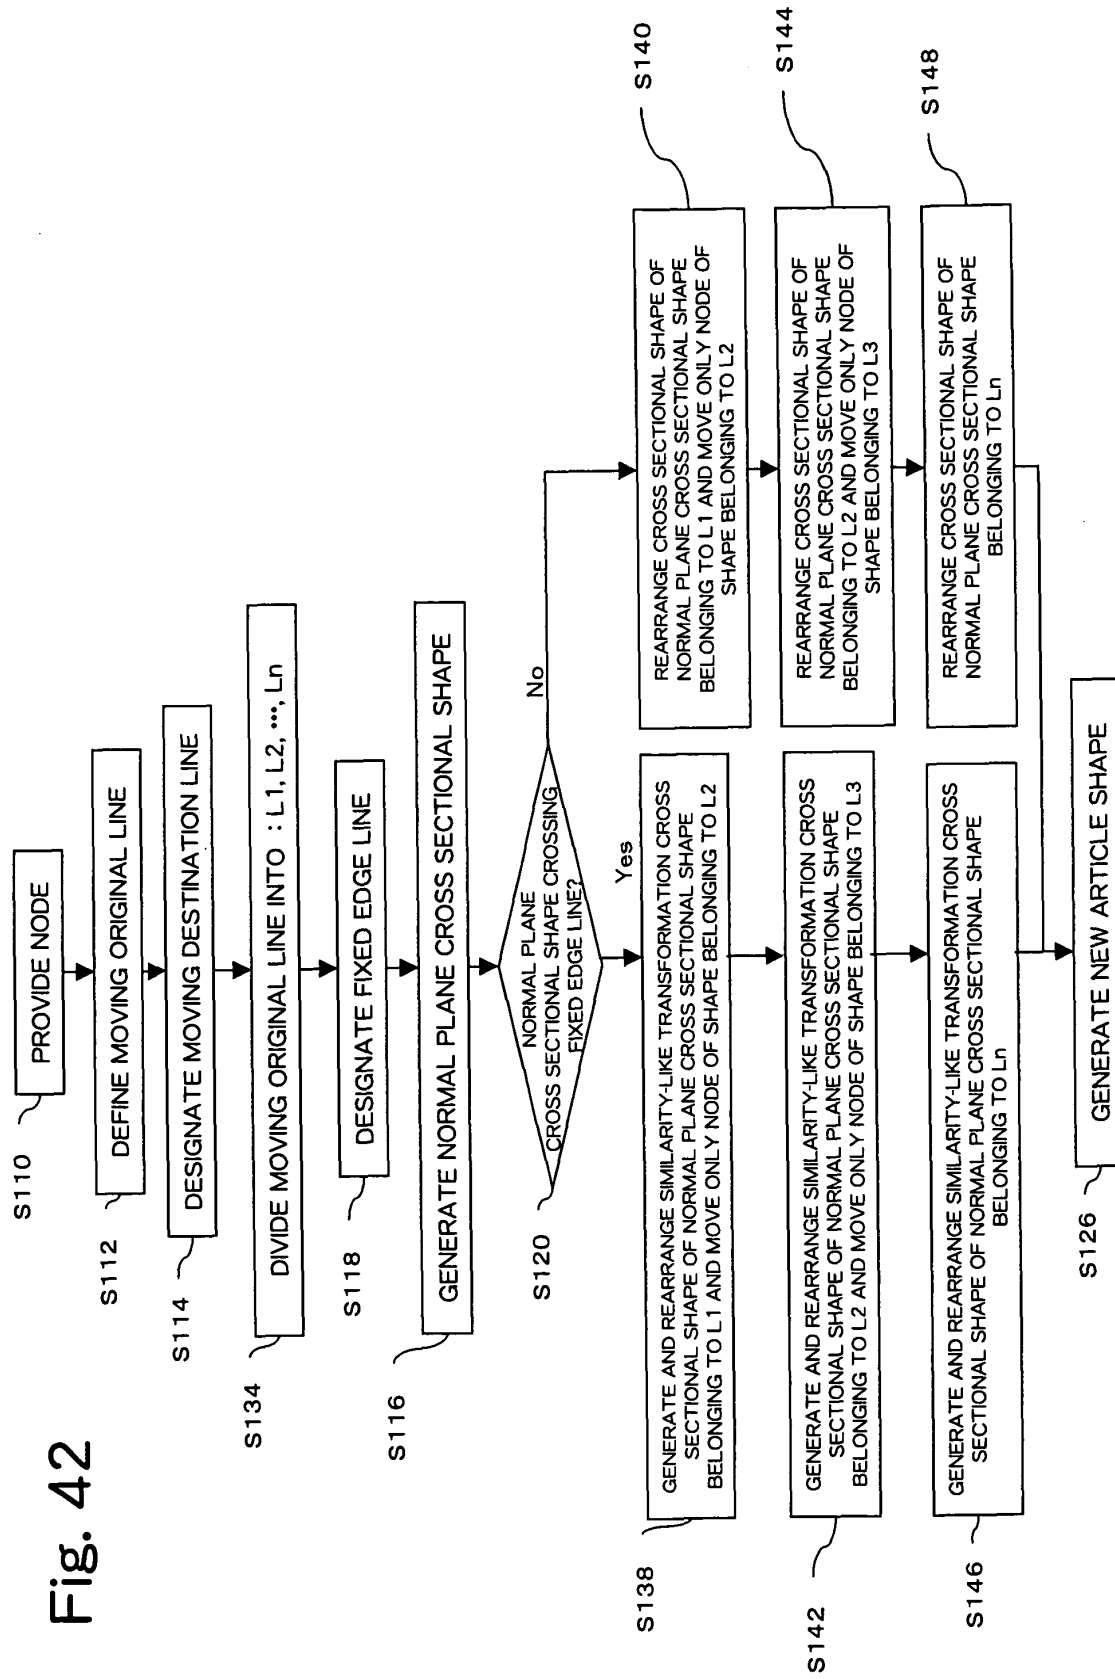 Fig. 42
S110
PROVIDE NODE
S112
DEFINE MOVING ORIGINAL LINE
S114
DESIGNATE MOVING DESTINATION LINE
S134
DIVIDE MOVING ORIGINAL LINE INTO : L1, L2, ···, Ln
S118
DESIGNATE FIXED EDGE LINE
S116
GENERATE NORMAL PLANE CROSS SECTIONAL SHAPE
S120
NORMAL PLANE
CROSS SECTIONAL SHAPE CROSSING
FIXED EDGE LINE?
Yes
No
S138
GENERATE AND REARRANGE SIMILARITY-LIKE TRANSFORMATION CROSS
SECTIONAL SHAPE OF NORMAL PLANE CROSS SECTIONAL SHAPE
BELONGING TO L1 AND MOVE ONLY NODE OF SHAPE BELONGING TO L2
S140
REARRANGE CROSS SECTIONAL SHAPE OF
NORMAL PLANE CROSS SECTIONAL SHAPE
BELONGING TO L1 AND MOVE ONLY NODE OF
SHAPE BELONGING TO L2
S142
GENERATE AND REARRANGE SIMILARITY-LIKE TRANSFORMATION CROSS
SECTIONAL SHAPE OF NORMAL PLANE CROSS SECTIONAL SHAPE
BELONGING TO L2 AND MOVE ONLY NODE OF SHAPE BELONGING TO L3
S144
REARRANGE CROSS SECTIONAL SHAPE OF
NORMAL PLANE CROSS SECTIONAL SHAPE
BELONGING TO L2 AND MOVE ONLY NODE OF
SHAPE BELONGING TO L3
S146
GENERATE AND REARRANGE SIMILARITY-LIKE TRANSFORMATION CROSS
SECTIONAL SHAPE OF NORMAL PLANE CROSS SECTIONAL SHAPE
BELONGING TO Ln
S148
REARRANGE CROSS SECTIONAL SHAPE OF
NORMAL PLANE CROSS SECTIONAL SHAPE
BELONGING TO Ln
S126
GENERATE NEW ARTICLE SHAPE